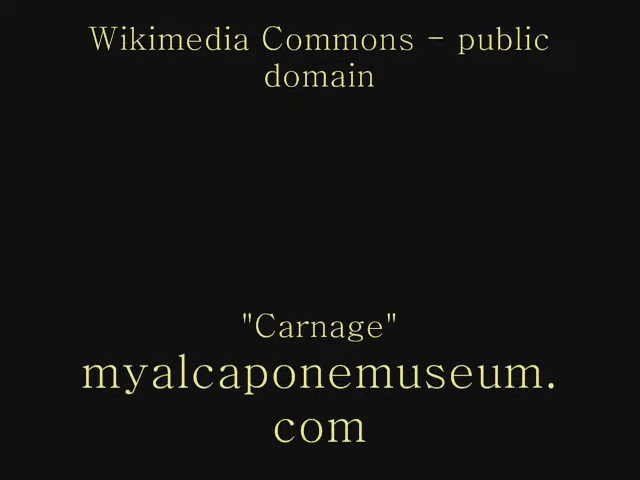 Wikimedia Commons - public
domain
"Carnage"
myalcaponemuseum.
com